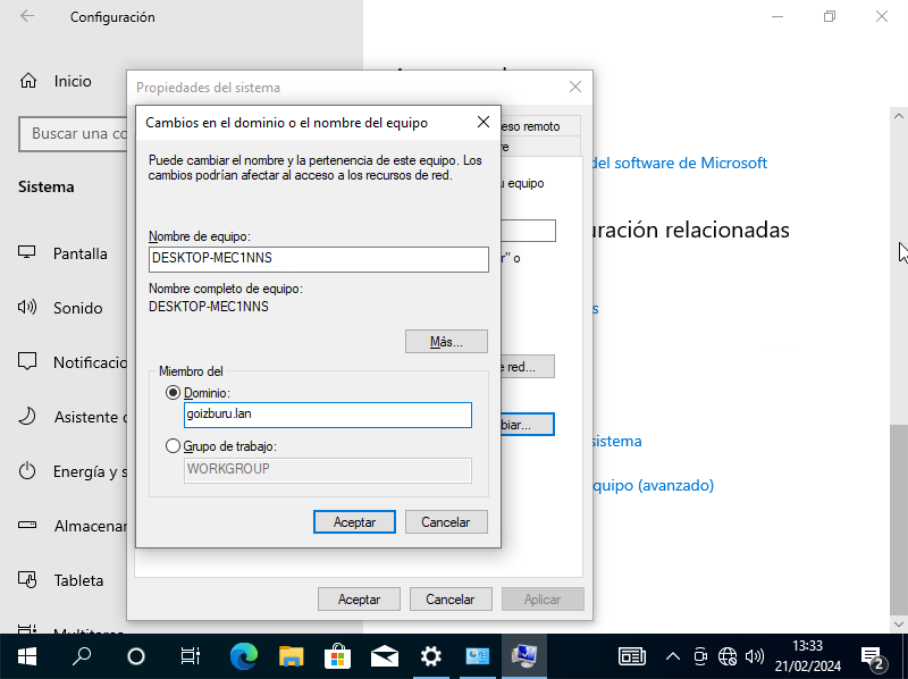 Configuración
Inicio
Propiedades del sistema
Cambios en el dominio o el nombre del equipo
eso remoto
Buscar una co
re
Puede cambiar el nombre y la pertenencia de este equipo. Los
cambios podrían afectar al acceso a los recursos de red.
del software de Microsoft
Sistema
u equipo
Nombre de equipo:
uración relacionadas
DESKTOP-MEC1NNS
r" o
Pantalla
Nombre completo de equipo:
DESKTOP-MEC1NNS
Sonido
s
Más...
Notificacio
Miembro del
e red...
Dominio:
goizburu.lan
Asistente c
biar...
Grupo de trabajo:
sistema
WORKGROUP
Energía y s
quipo (avanzado)
Aceptar
Cancelar
Almacenar
Tableta
Aceptar
Cancelar
Aplicar
Multitarea
13:33
21/02/2024
2